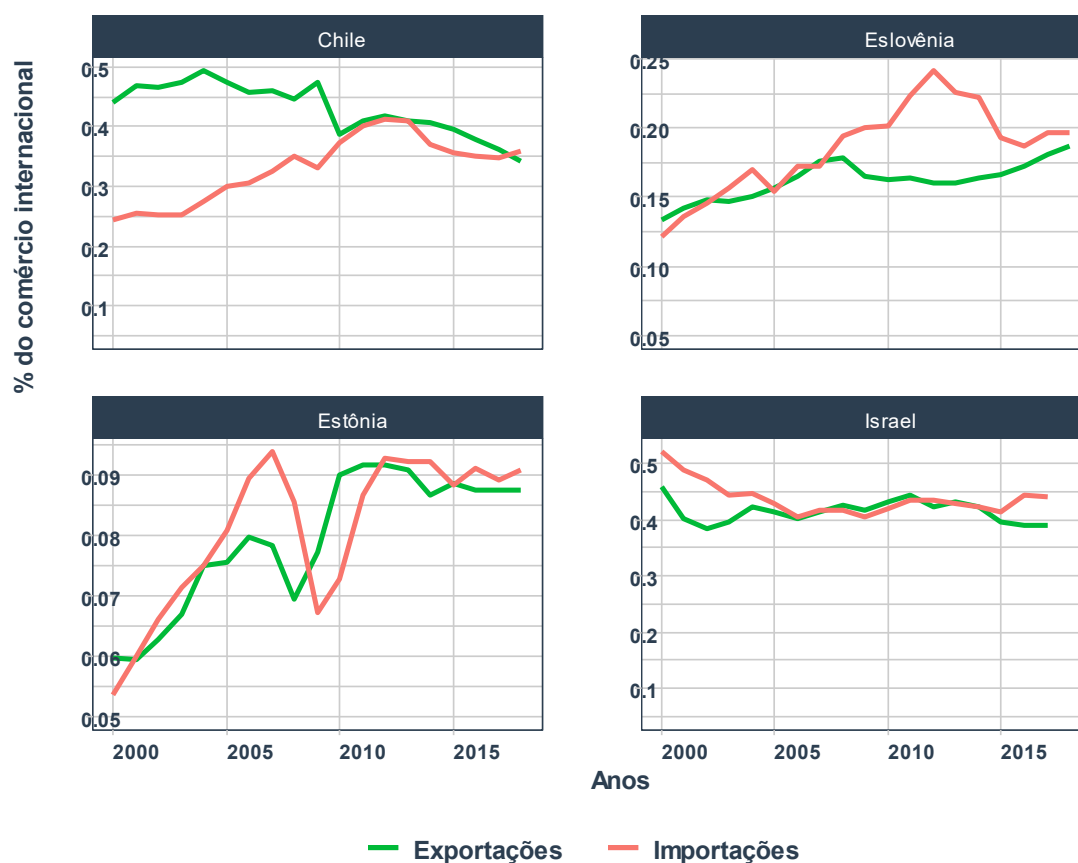 % do comércio internacional
Chile
0.5
0.4
0.3
0.2
0.1
Eslovênia
0.25
0.20
0.15
0.10
0.05
Estônia
0.09
0.08
0.07
0.06
0.05
2000 2005 2010 2015
Israel
0.5
0.4
0.3
0.2
0.1
2000 2005 2010 2015
Anos
Exportações Importações